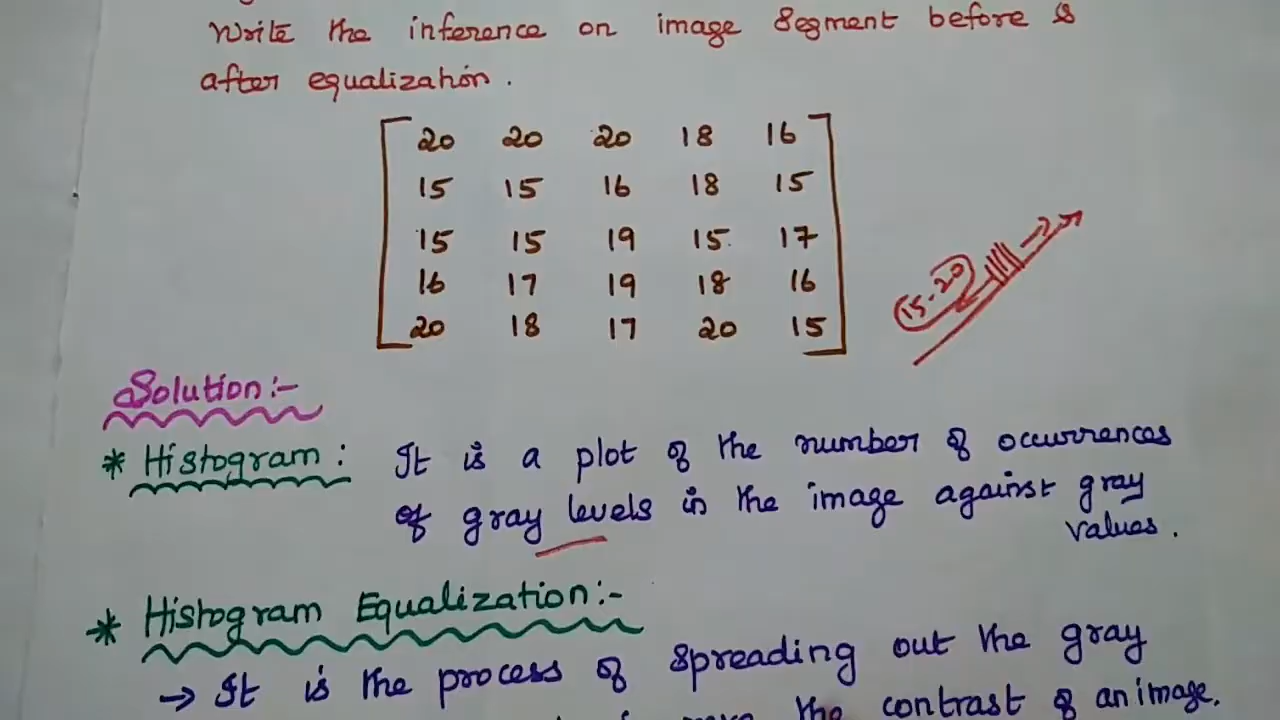 Write the inference on image segment before &
after equalization.
20 20 20 18 16
15 15 16 18 15
15 15 19 15 17
16 17 19 18 16
20 18 17 20 15
15-20
Solution:-
* Histogram: It is a plot of the number of occurrences
of gray levels in the image against gray
values.
* Histogram Equalization:-
→ It is the process of spreading out the gray
the contrast of an image.